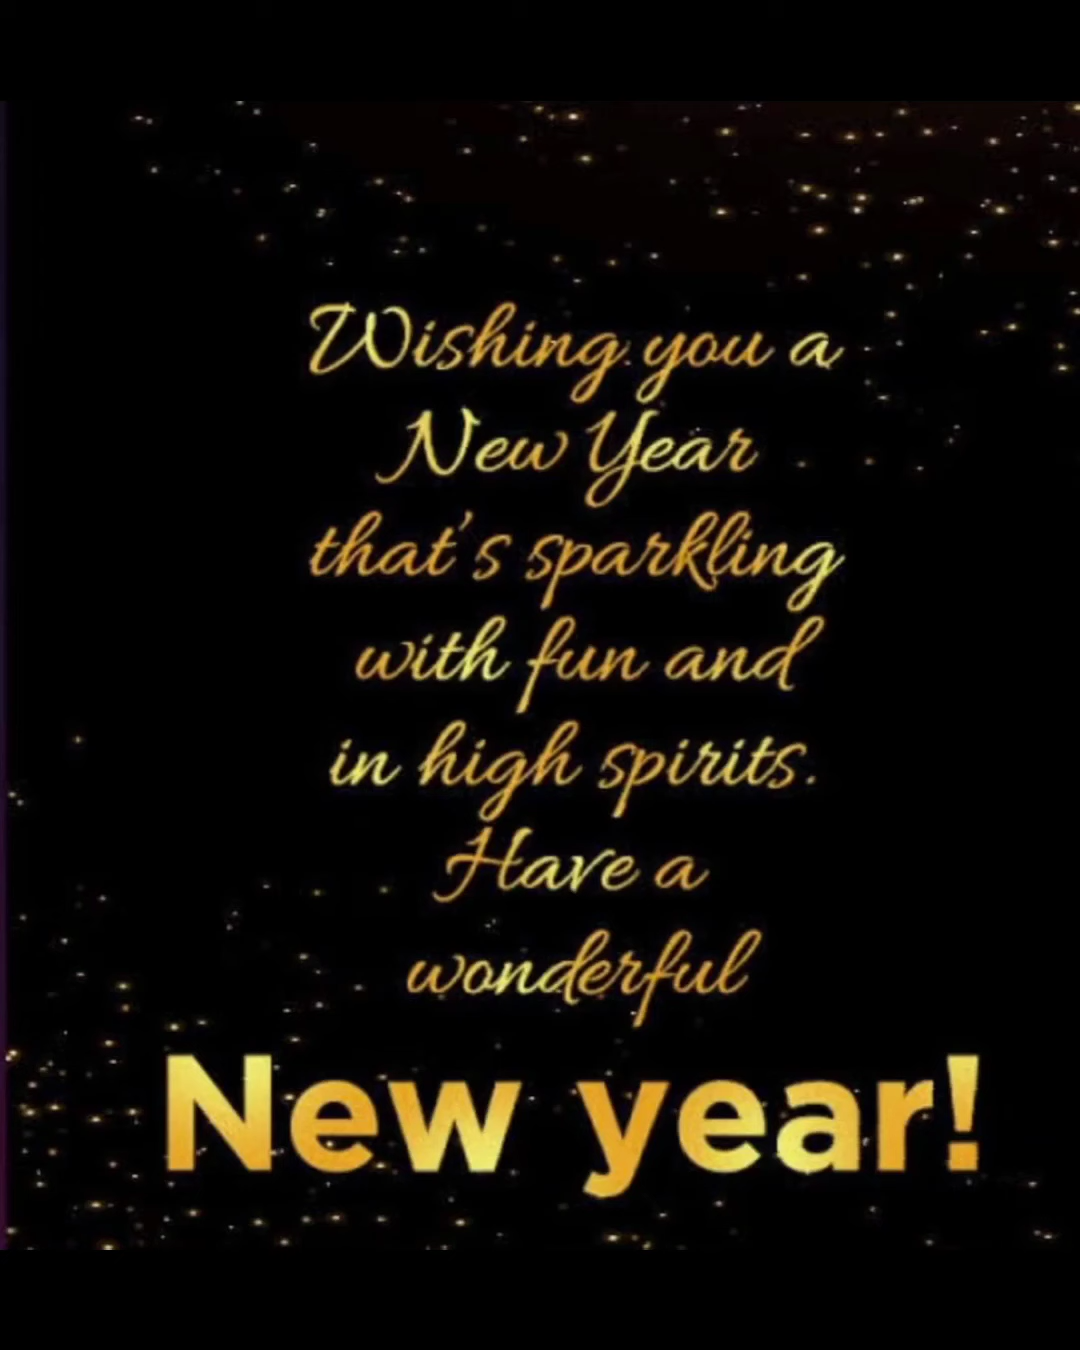 Wishing you a
New Year
that's sparkling
with fun and
in high spirits.
Have a
wonderful
New year!